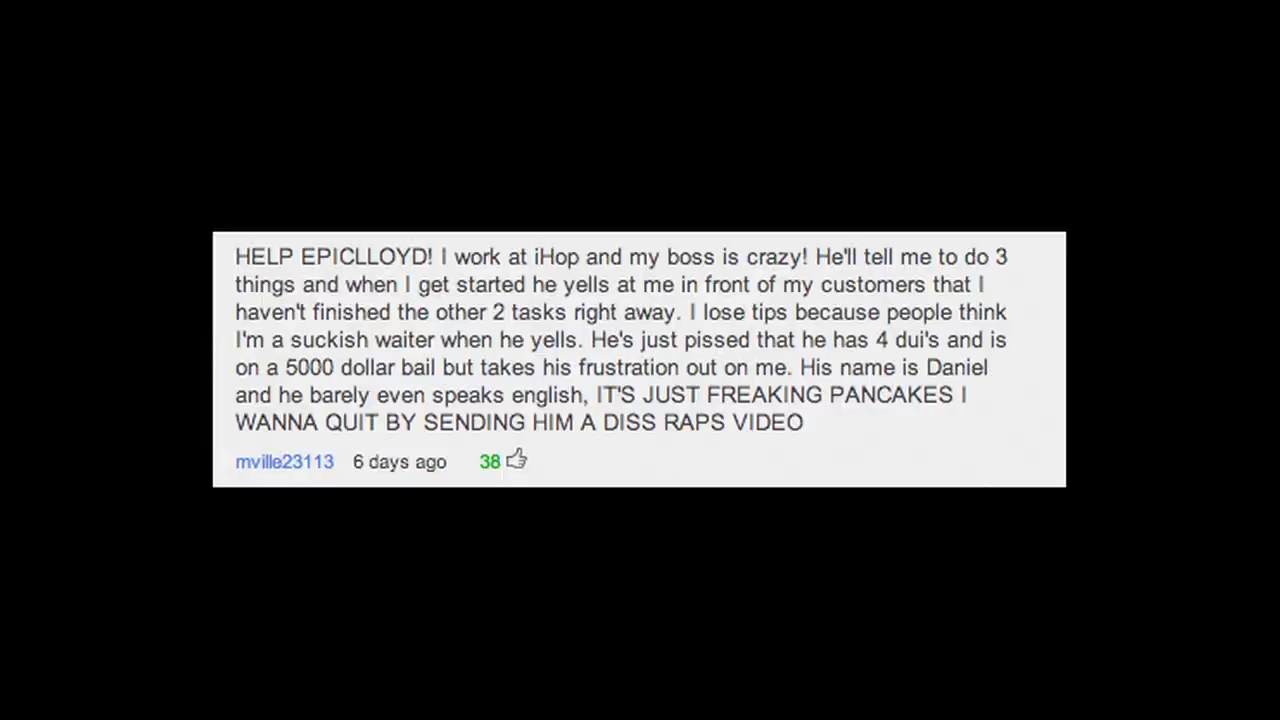 HELP EPICLLOYD! I work at iHop and my boss is crazy! He'll tell me to do 3
things and when I get started he yells at me in front of my customers that I
haven't finished the other 2 tasks right away. I lose tips because people think
I'm a suckish waiter when he yells. He's just pissed that he has 4 dui's and is
on a 5000 dollar bail but takes his frustration out on me. His name is Daniel
and he barely even speaks english, IT'S JUST FREAKING PANCAKES I
WANNA QUIT BY SENDING HIM A DISS RAPS VIDEO
mville23113 6 days ago 38